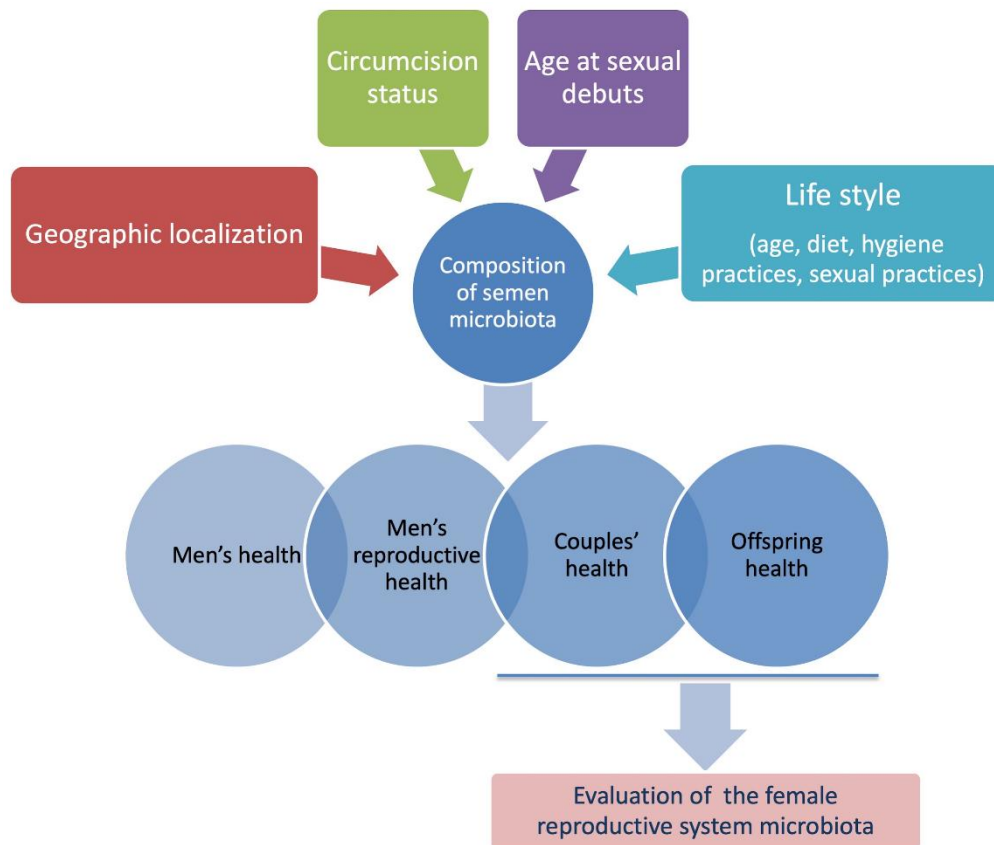 Circumcision
status
Age at sexual
debuts
Geographic localization
Life style
(age, diet, hygiene
practices, sexual practices)
Composition
of semen
microbiota
Men's health
Men's
reproductive
health
Couples'
health
Offspring
health
Evaluation of the female
reproductive system microbiota